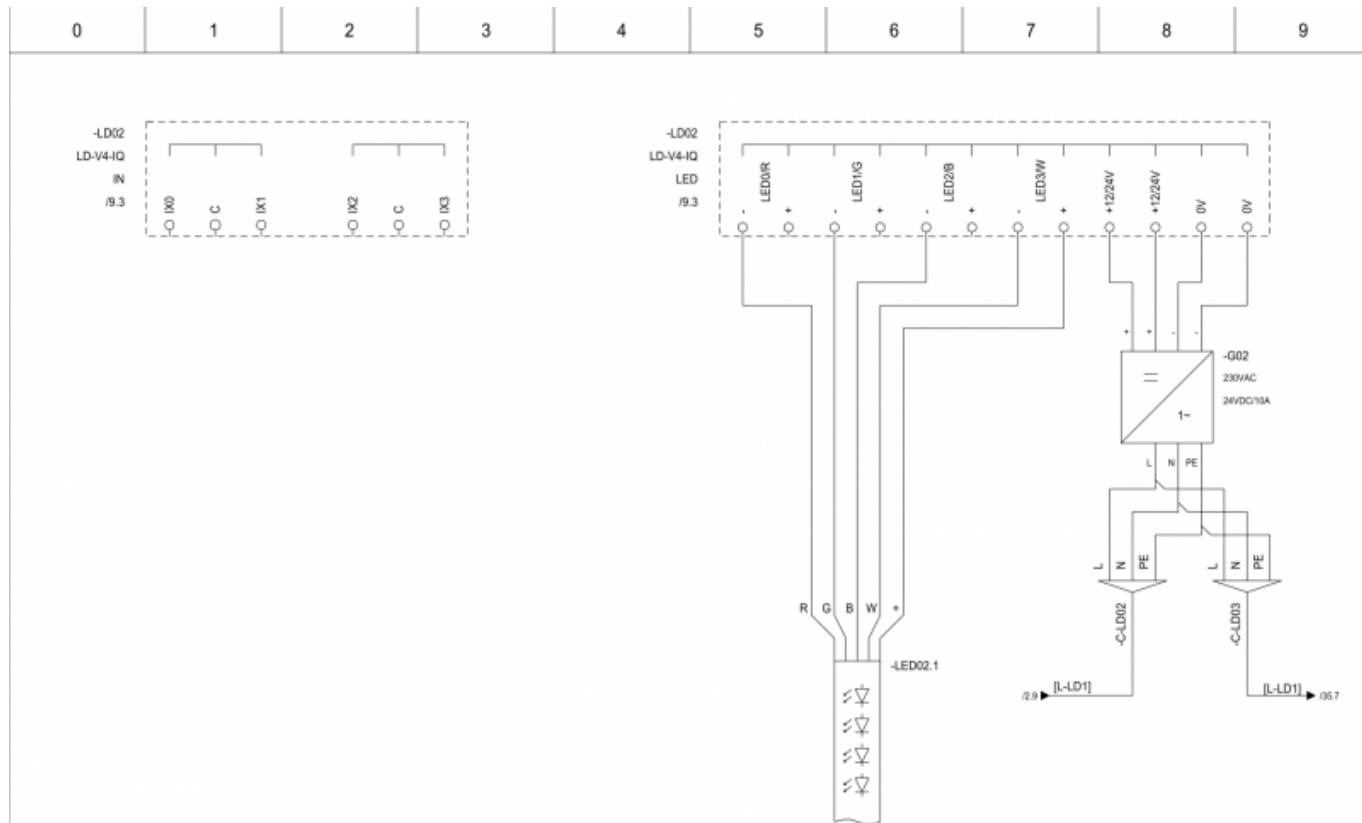 0 1 2 3 4 5 6 7 8 9
-LD02
LD-V4-IQ
IN
/9.3
IX0 C IX1 IX2 C IX3
-LD02
LD-V4-IQ
LED
/9.3
LED0/R LED1/G LED2/B LED3/W +12/24V +12/24V 0V 0V
- + - + - + - +
+ + - -
-G02
230VAC
24VDC/10A
=
1~
L N PE
L N PE L N PE
R G B W +
-C-LD02
-C-LD03
-LED02.1
/2.9 [L-LD1]
[L-LD1] /35.7